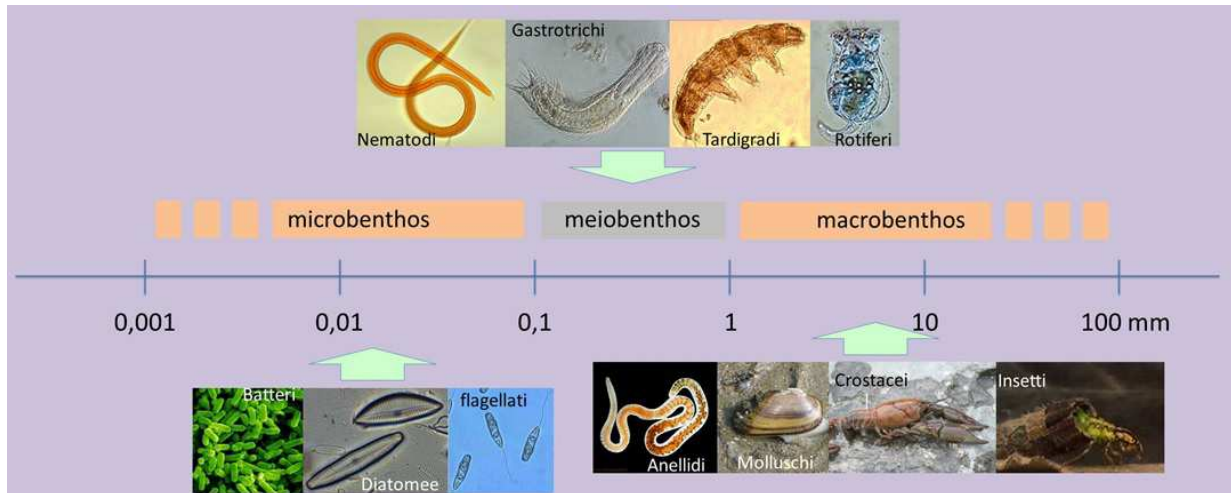 Gastrotrichi
Nematodi
Tardigradi
Rotiferi
microbenthos
meiobenthos
macrobenthos
0,001
0,01
0,1
1
10
100 mm
Batteri
Diatomee
flagellati
Anellidi
Molluschi
Crostacei
Insetti